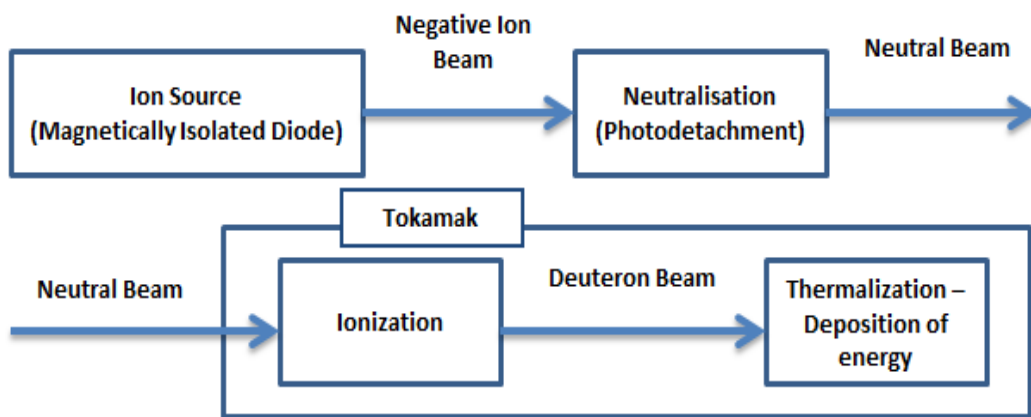 Ion Source
(Magnetically Isolated Diode)
Negative Ion
Beam
Neutralisation
(Photodetachment)
Neutral Beam
Tokamak
Neutral Beam
Ionization
Deuteron Beam
Thermalization –
Deposition of
energy